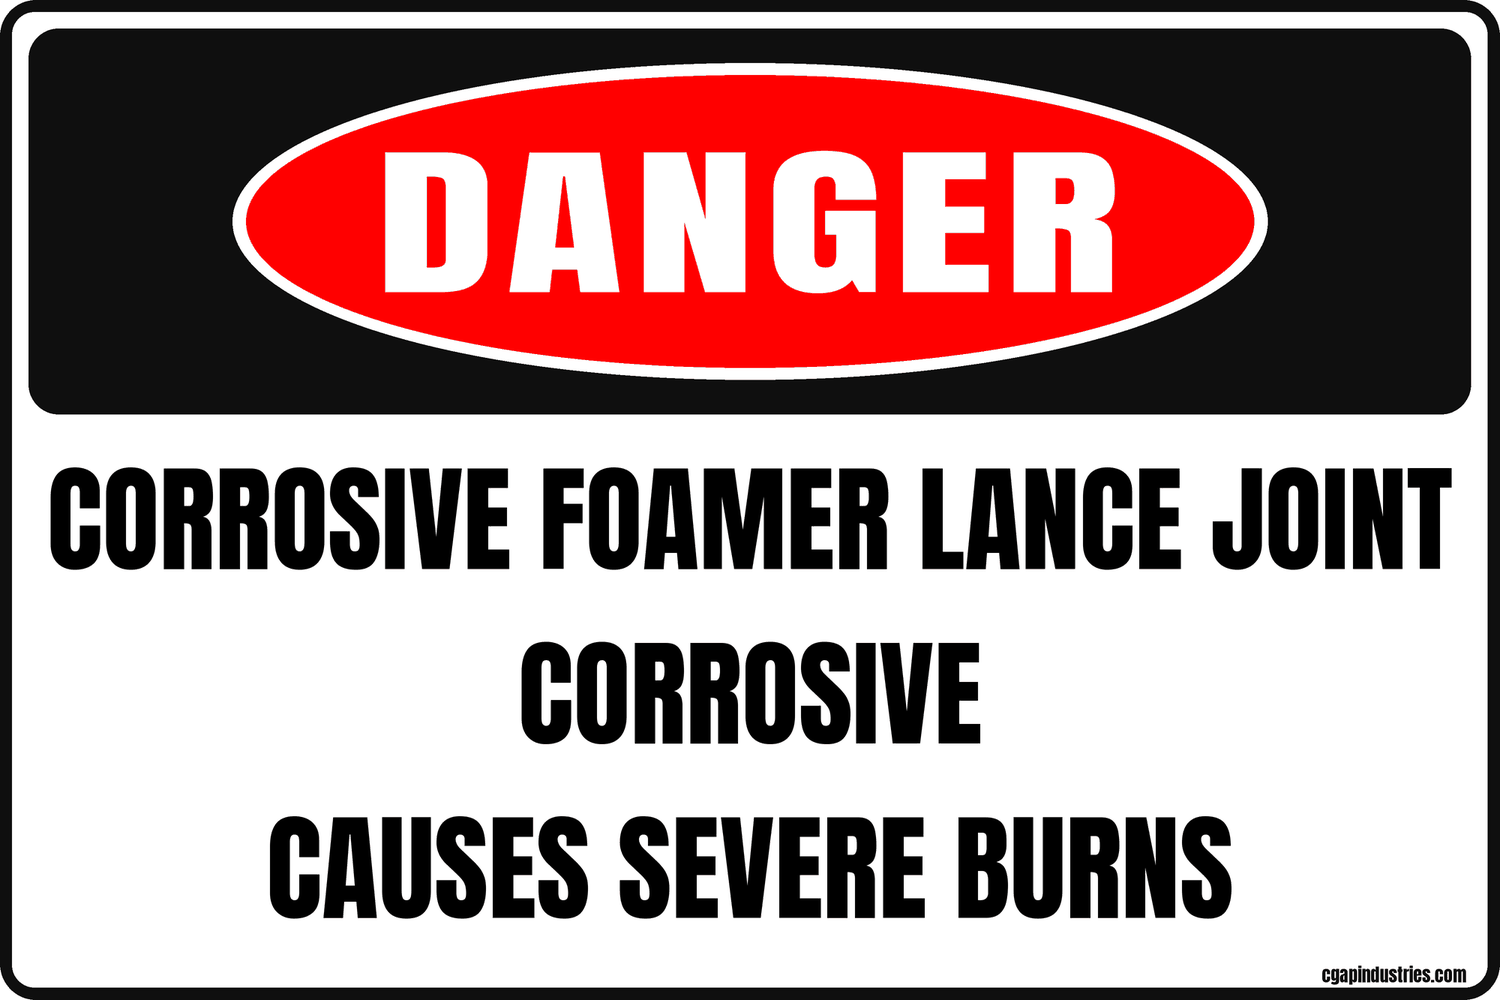 DANGER
CORROSIVE FOAMER LANCE JOINT
CORROSIVE
CAUSES SEVERE BURNS
cgapindustries.com